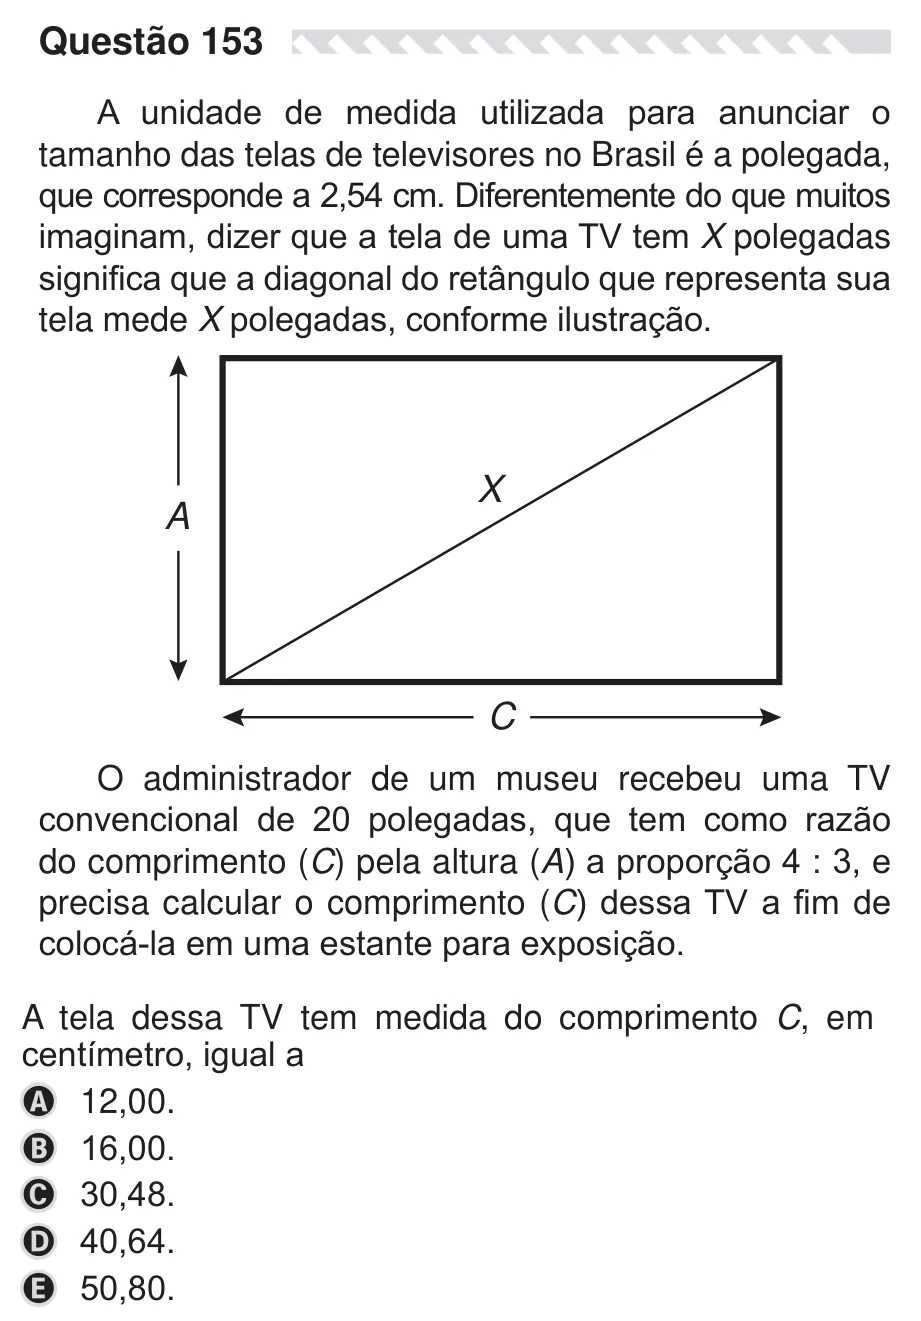 Questão 153
A unidade de medida utilizada para anunciar o
tamanho das telas de televisores no Brasil é a polegada,
que corresponde a 2,54 cm. Diferentemente do que muitos
imaginam, dizer que a tela de uma TV tem X polegadas
significa que a diagonal do retângulo que representa sua
tela mede X polegadas, conforme ilustração.
X
A
C
O administrador de um museu recebeu uma TV
convencional de 20 polegadas, que tem como razão
do comprimento (C) pela altura (A) a proporção 4 : 3, e
precisa calcular o comprimento (C) dessa TV a fim de
colocá-la em uma estante para exposição.
A tela dessa TV tem medida do comprimento C, em
centímetro, igual a
A 12,00.
B 16,00.
C 30,48.
D 40,64.
E 50,80.